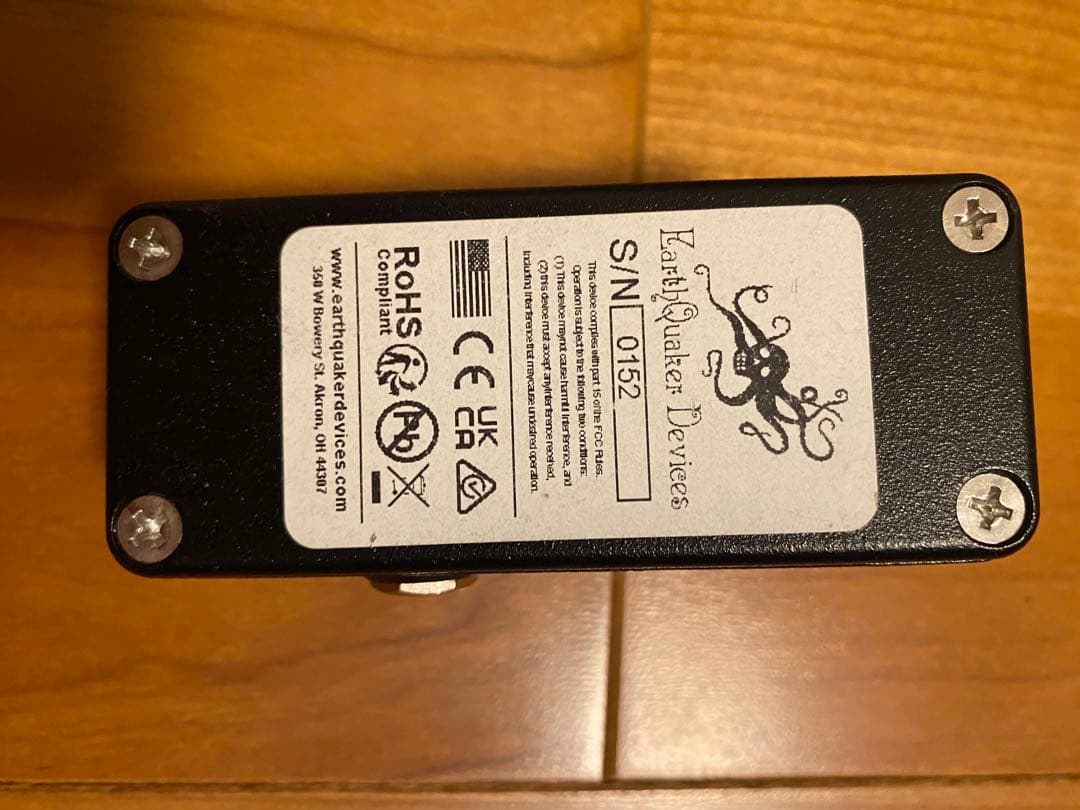 EarthQuaker Devices
S/N 0152
This device complies with part 15 of the FCC Rules.
Operation is subject to the following two conditions:
(1) This device may not cause harmful interference, and
(2) this device must accept any interference received,
including interference that may cause undesired operation.
CE UK
CA
RoHS
Compliant
Pb
www.earthquakerdevices.com
350 W Bowery St. Akron, OH 44307